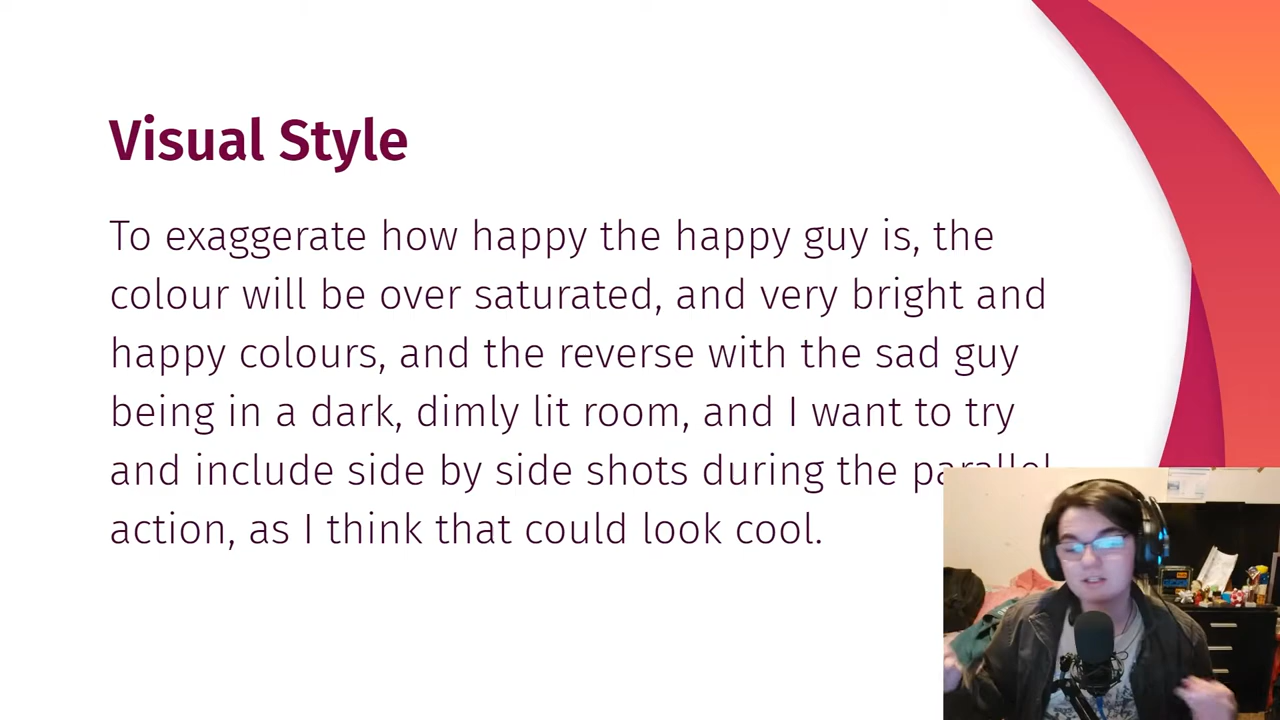 Visual Style
To exaggerate how happy the happy guy is, the
colour will be over saturated, and very bright and
happy colours, and the reverse with the sad guy
being in a dark, dimly lit room, and I want to try
and include side by side shots during the parallel
action, as I think that could look cool.